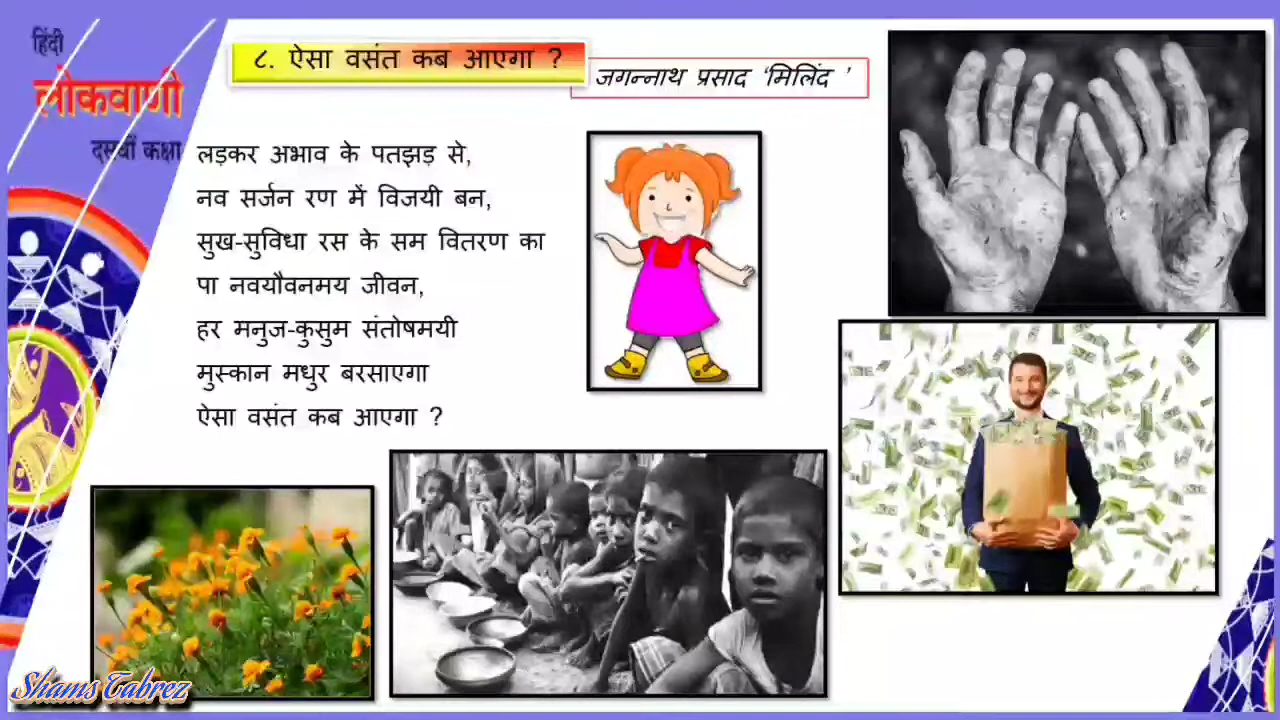 हिंदी
लोकवाणी
दसवीं कक्षा
८. ऐसा वसंत कब आएगा ?
जगन्नाथ प्रसाद ‘मिलिंद ’
लड़कर अभाव के पतझड़ से,
नव सर्जन रण में विजयी बन,
सुख-सुविधा रस के सम वितरण का
पा नवयौवनमय जीवन,
हर मनुज-कुसुम संतोषमयी
मुस्कान मधुर बरसाएगा
ऐसा वसंत कब आएगा ?
Shams Tabrez